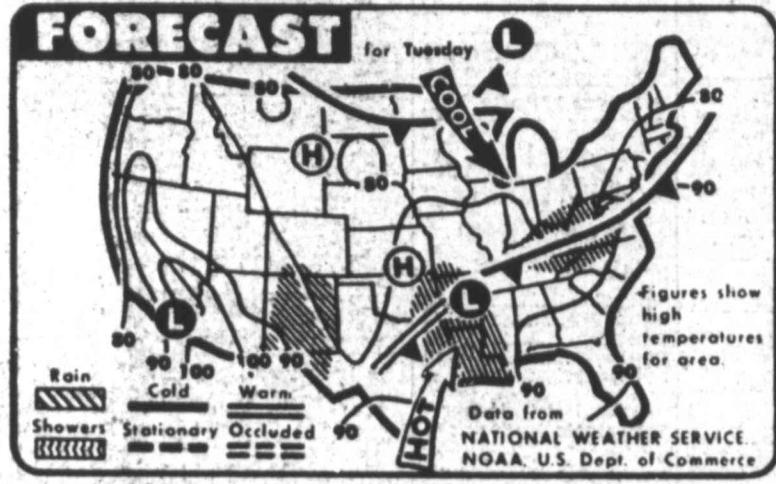 FORECAST
for Tuesday L
COOL
80 80 80
80
H
80
90
H
L
L
Figures show
high
temperatures
for area.
80
90 100 100 90
90
90
90
HOT
Rain
Cold Warm
Showers Stationary Occluded
Data from
NATIONAL WEATHER SERVICE.
NOAA, U.S. Dept. of Commerce